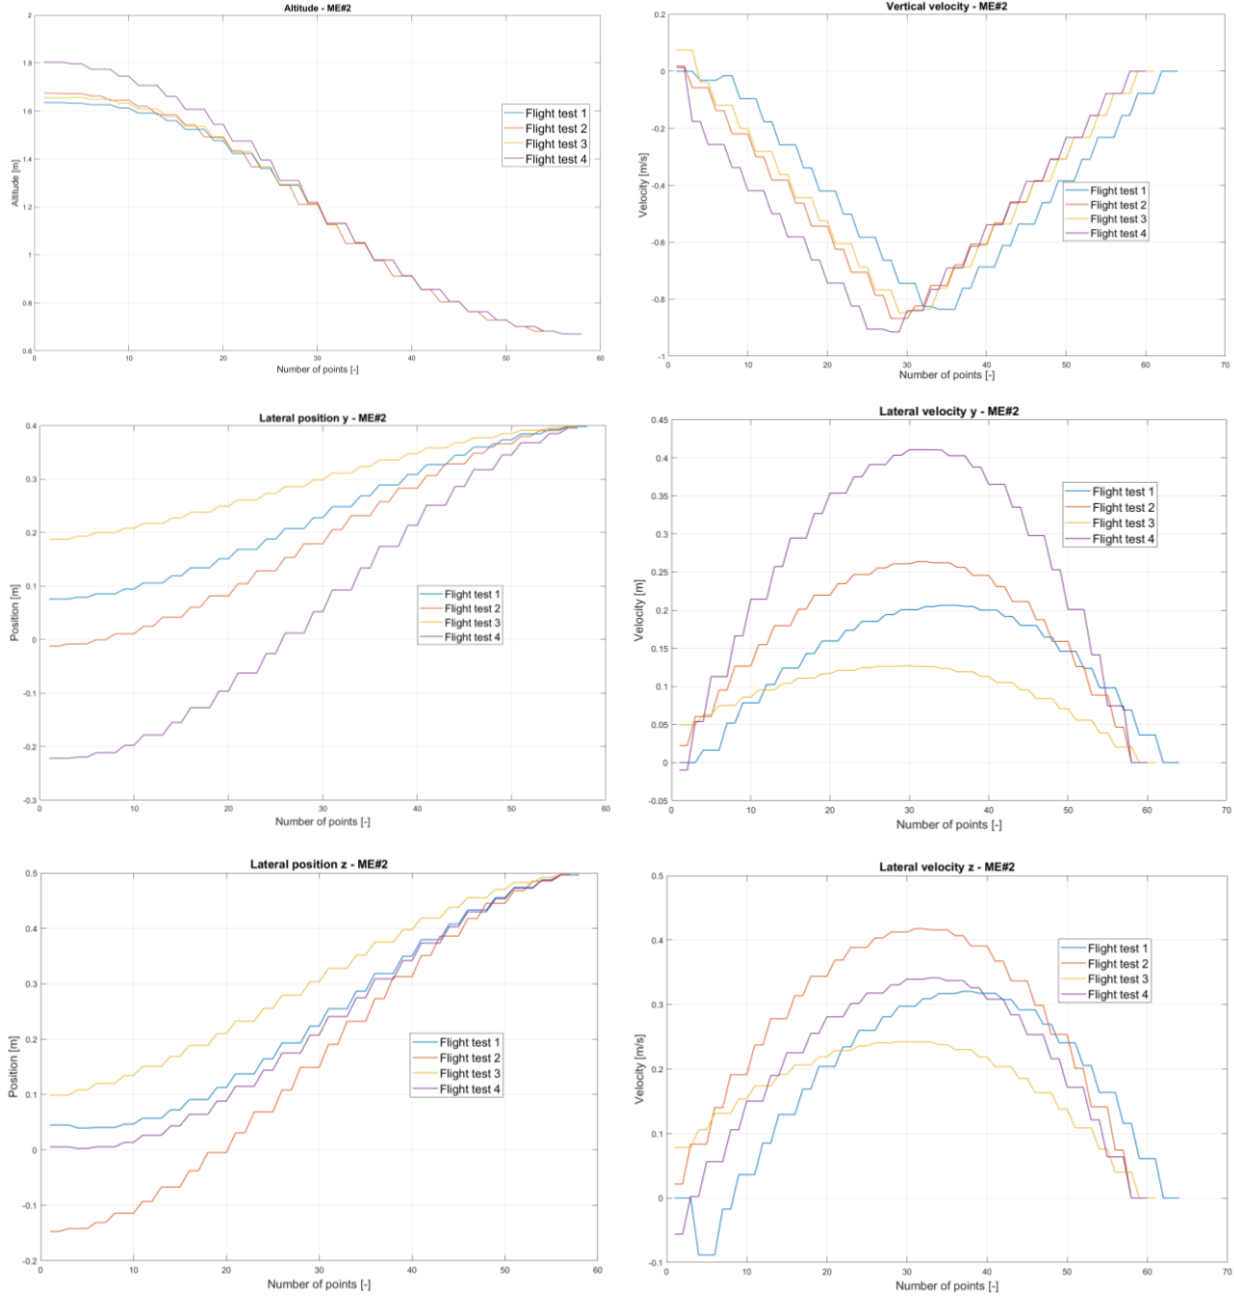 Altitude - ME#2
2
1.8
1.6
1.4
1.2
1
0.8
0.6
Altitude [m]
0
10
20
30
40
50
60
Number of points [-]
Flight test 1
Flight test 2
Flight test 3
Flight test 4
Vertical velocity - ME#2
0.2
0
-0.2
-0.4
-0.6
-0.8
-1
Velocity [m/s]
0
10
20
30
40
50
60
70
Number of points [-]
Flight test 1
Flight test 2
Flight test 3
Flight test 4
Lateral position y - ME#2
0.4
0.3
0.2
0.1
0
-0.1
-0.2
-0.3
Position [m]
0
10
20
30
40
50
60
Number of points [-]
Flight test 1
Flight test 2
Flight test 3
Flight test 4
Lateral velocity y - ME#2
0.45
0.4
0.35
0.3
0.25
0.2
0.15
0.1
0.05
0
-0.05
Velocity [m]
0
10
20
30
40
50
60
70
Number of points [-]
Flight test 1
Flight test 2
Flight test 3
Flight test 4
Lateral position z - ME#2
0.5
0.4
0.3
0.2
0.1
0
-0.1
-0.2
Position [m]
0
10
20
30
40
50
60
Number of points [-]
Flight test 1
Flight test 2
Flight test 3
Flight test 4
Lateral velocity z - ME#2
0.5
0.4
0.3
0.2
0.1
0
-0.1
Velocity [m/s]
0
10
20
30
40
50
60
70
Number of points [-]
Flight test 1
Flight test 2
Flight test 3
Flight test 4